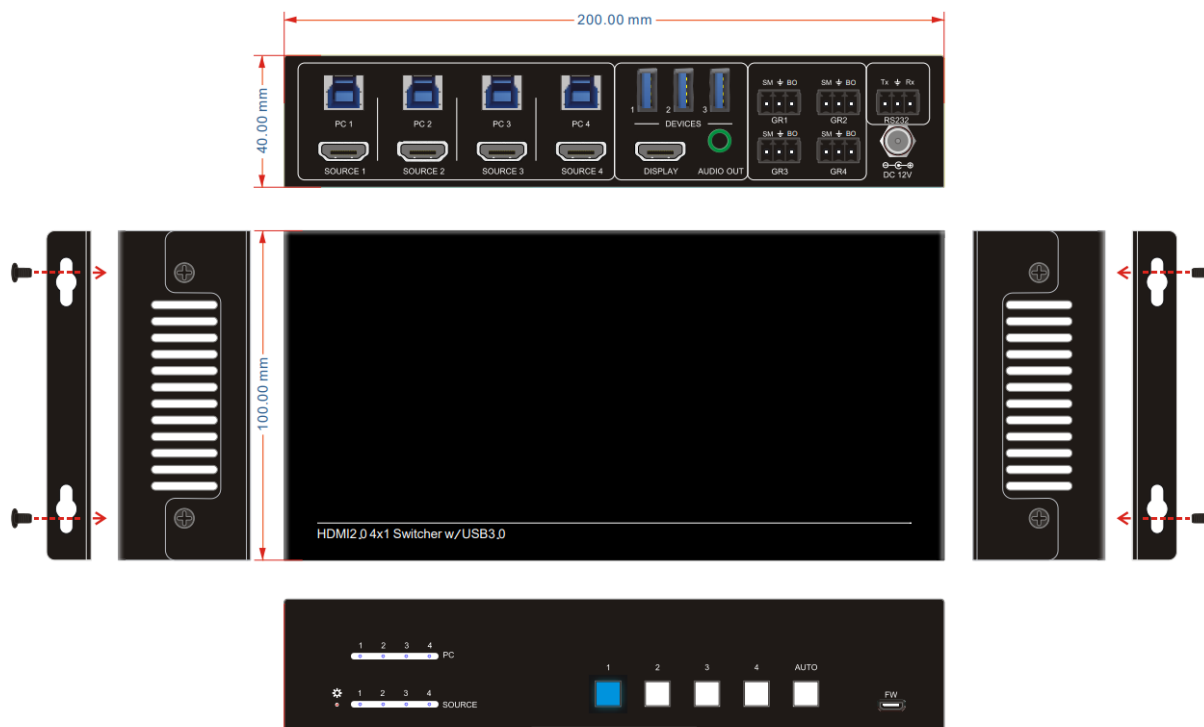 200.00 mm
40.00 mm
SM BO SM BO Tx Rx
1 2 3
PC 1 PC 2 PC 3 PC 4 DEVICES GR1 GR2 RS232
SM BO SM BO
SOURCE 1 SOURCE 2 SOURCE 3 SOURCE 4 DISPLAY AUDIO OUT GR3 GR4 DC 12V
100.00 mm
HDMI2.0 4x1 Switcher w/USB3.0
1 2 3 4 PC
1 2 3 4 AUTO
1 2 3 4 SOURCE
FW